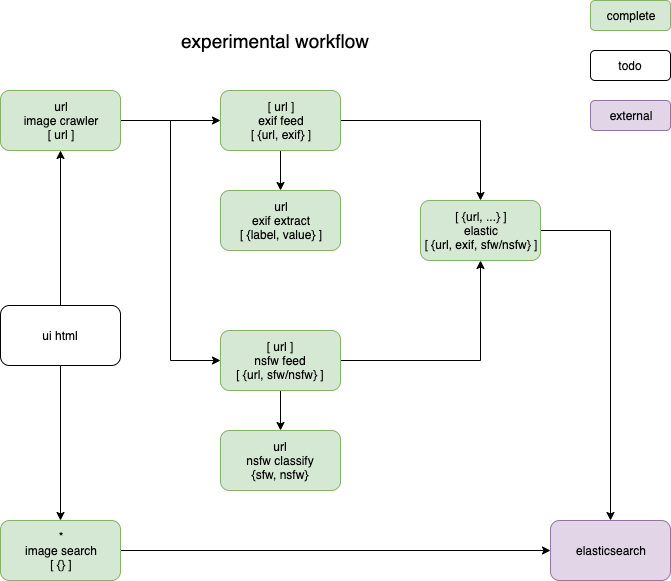 complete
experimental workflow
todo
url
image crawler
[ url ]
[ url ]
exif feed
[ {url, exif} ]
external
url
exif extract
[ {label, value} ]
[ {url, ...} ]
elastic
[ {url, exif, sfw/nsfw} ]
ui html
[ url ]
nsfw feed
[ {url, sfw/nsfw} ]
url
nsfw classify
{sfw, nsfw}
*
image search
[ {} ]
elasticsearch